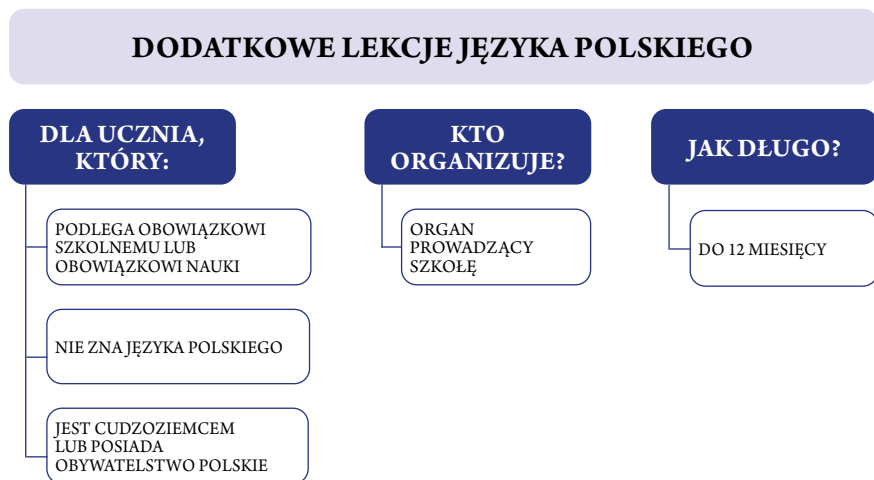 DODATKOWE LEKCJE JĘZYKA POLSKIEGO
DLA UCZNIA,
KTÓRY:
PODLEGA OBOWIĄZKOWI
SZKOLNEMU LUB
OBOWIĄZKOWI NAUKI
NIE ZNA JĘZYKA POLSKIEGO
JEST CUDZOZIEMCEM
LUB POSIADA
OBYWATELSTWO POLSKIE
KTO
ORGANIZUJE?
ORGAN
PROWADZĄCY
SZKOŁĘ
JAK DŁUGO?
DO 12 MIESIĘCY